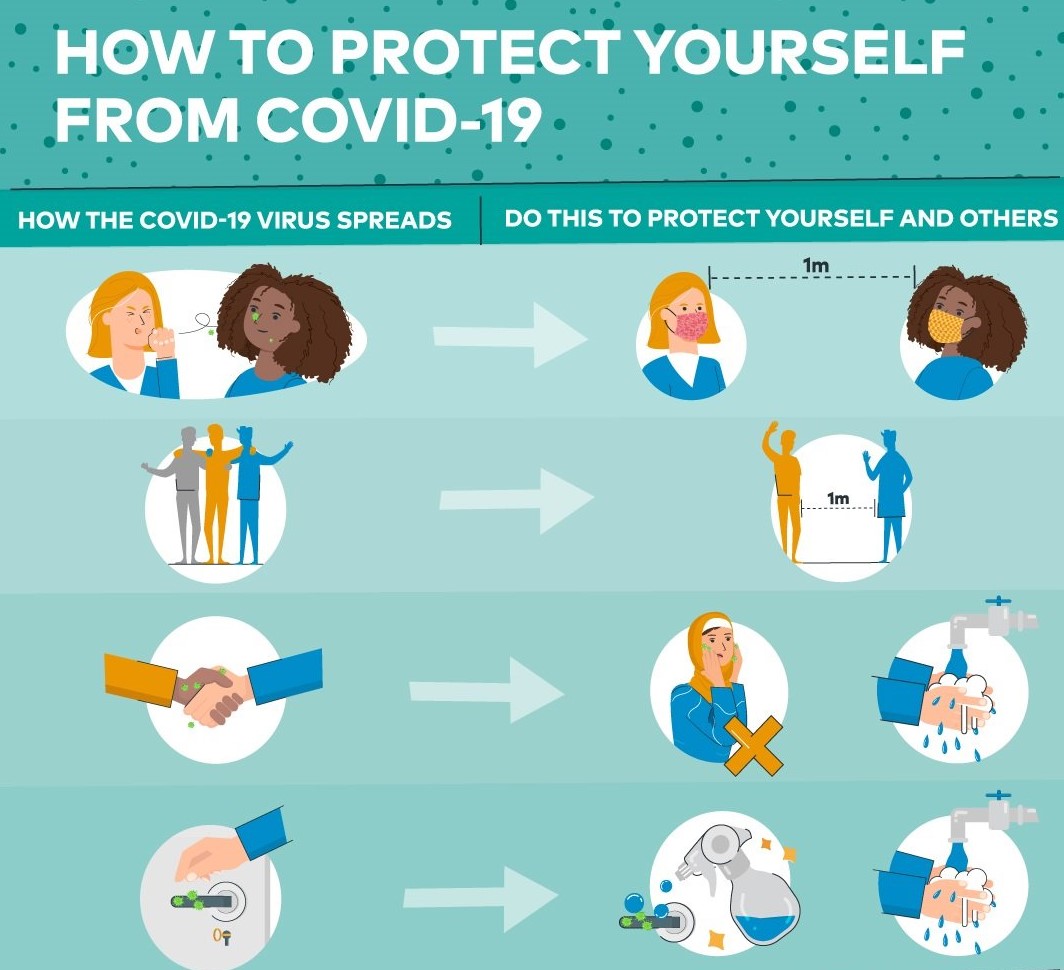 HOW TO PROTECT YOURSELF
FROM COVID-19
HOW THE COVID-19 VIRUS SPREADS
DO THIS TO PROTECT YOURSELF AND OTHERS
1m
1m